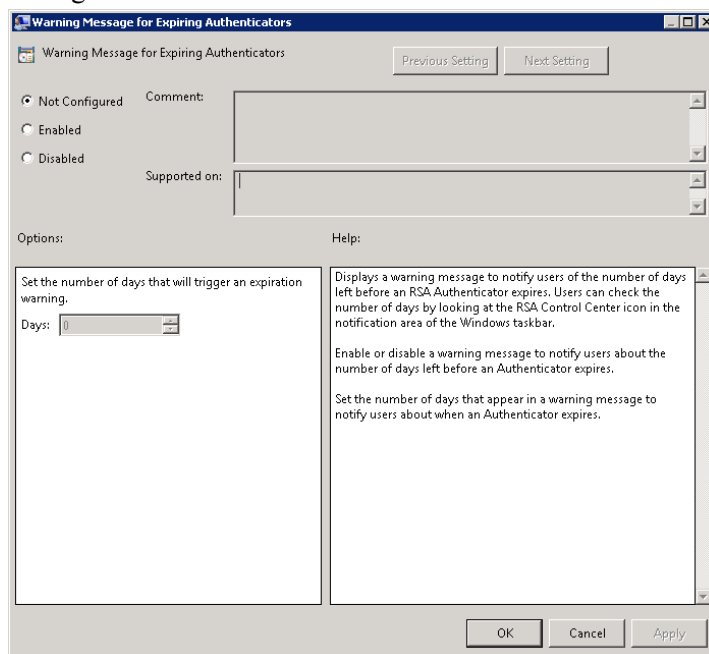 Warning Message for Expiring Authenticators
Warning Message for Expiring Authenticators
Previous Setting
Next Setting
Not Configured
Comment:
Enabled
Disabled
Supported on:
Options:
Help:
Set the number of days that will trigger an expiration
warning.
Days: 0
Displays a warning message to notify users of the number of days
left before an RSA Authenticator expires. Users can check the
number of days by looking at the RSA Control Center icon in the
notification area of the Windows taskbar.
Enable or disable a warning message to notify users about the
number of days left before an Authenticator expires.
Set the number of days that appear in a warning message to
notify users about when an Authenticator expires.
OK
Cancel
Apply